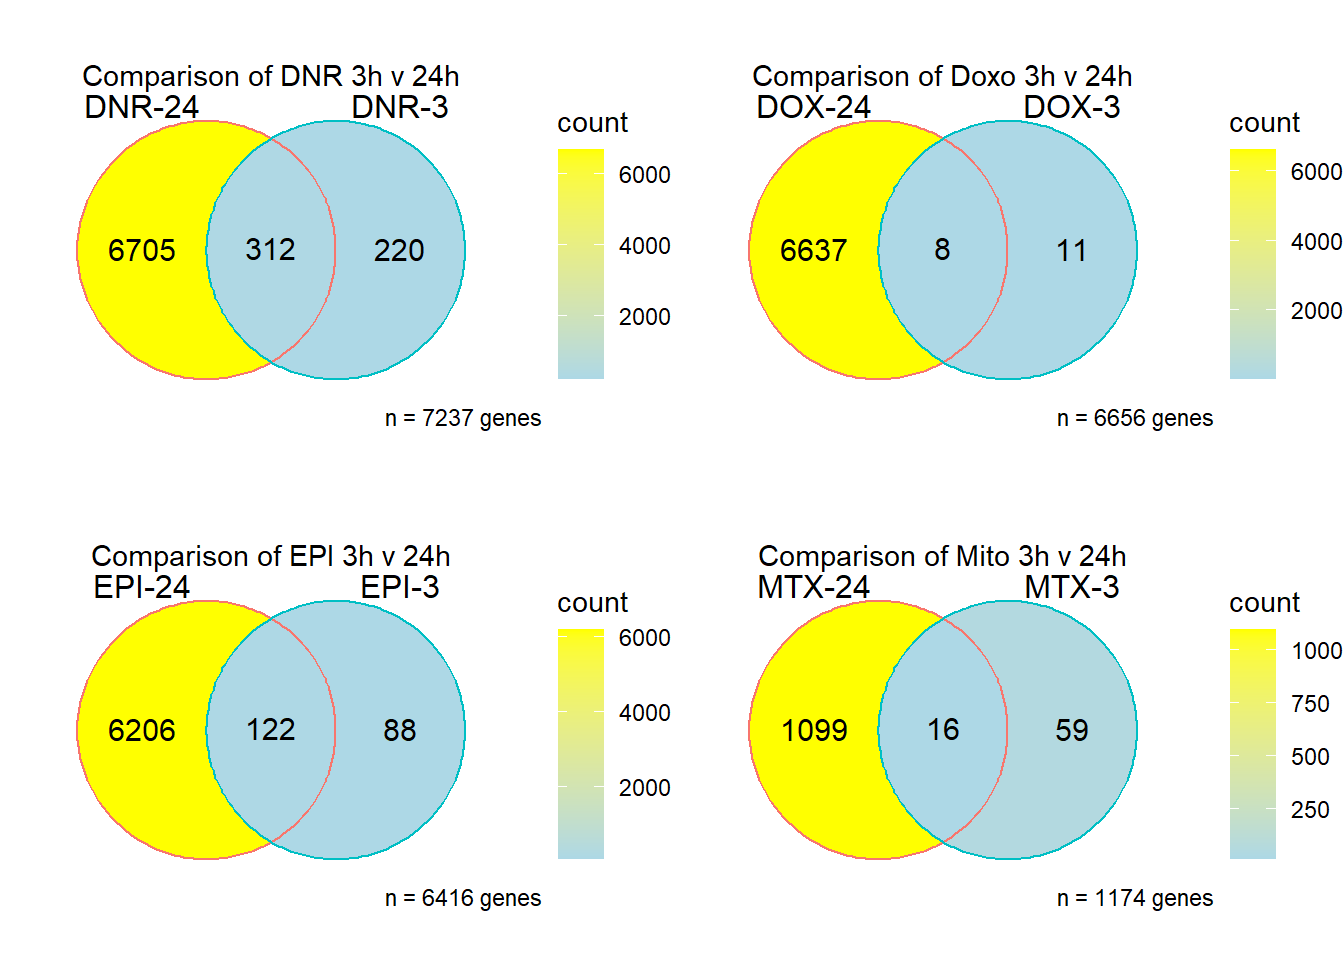 Comparison of DNR 3h v 24h
DNR-24 DNR-3
count
6000
4000
2000
6705 312 220
n = 7237 genes
Comparison of Doxo 3h v 24h
DOX-24 DOX-3
count
6000
4000
2000
6637 8 11
n = 6656 genes
Comparison of EPI 3h v 24h
EPI-24 EPI-3
count
6000
4000
2000
6206 122 88
n = 6416 genes
Comparison of Mito 3h v 24h
MTX-24 MTX-3
count
1000
750
500
250
1099 16 59
n = 1174 genes